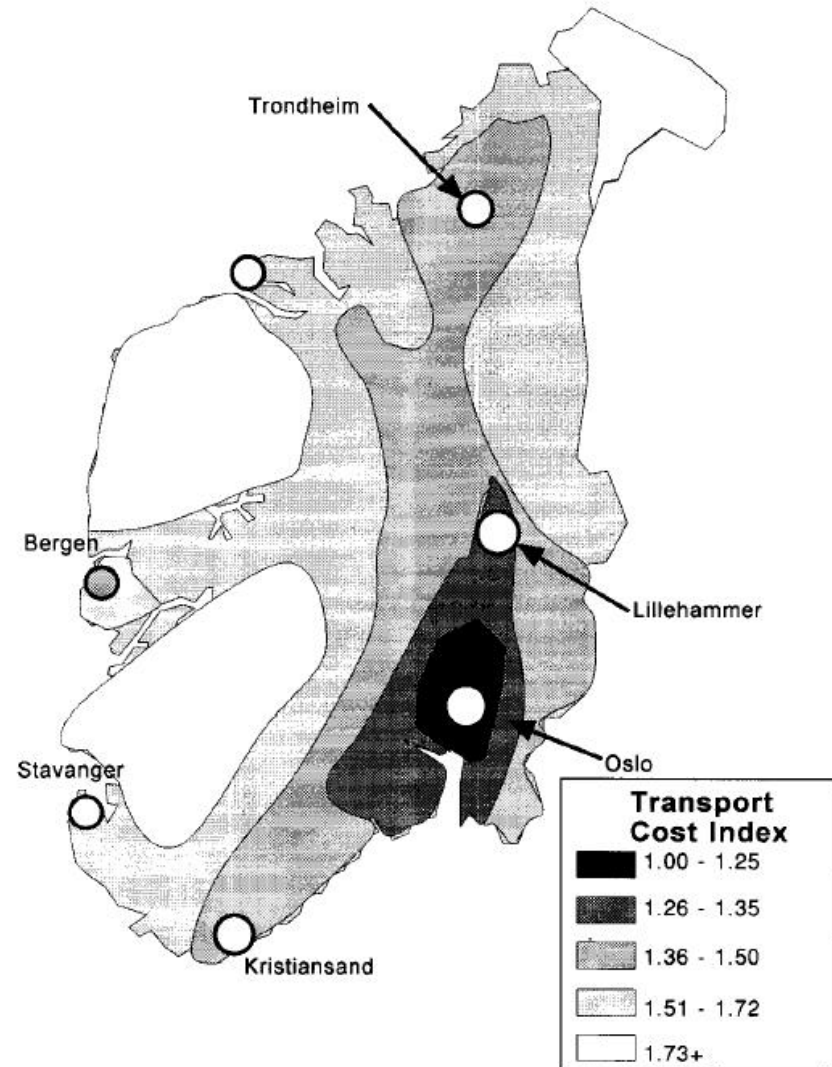 Trondheim
Bergen
Lillehammer
Stavanger
Oslo
Kristiansand
Transport
Cost Index
1.00 - 1.25
1.26 - 1.35
1.36 - 1.50
1.51 - 1.72
1.73+